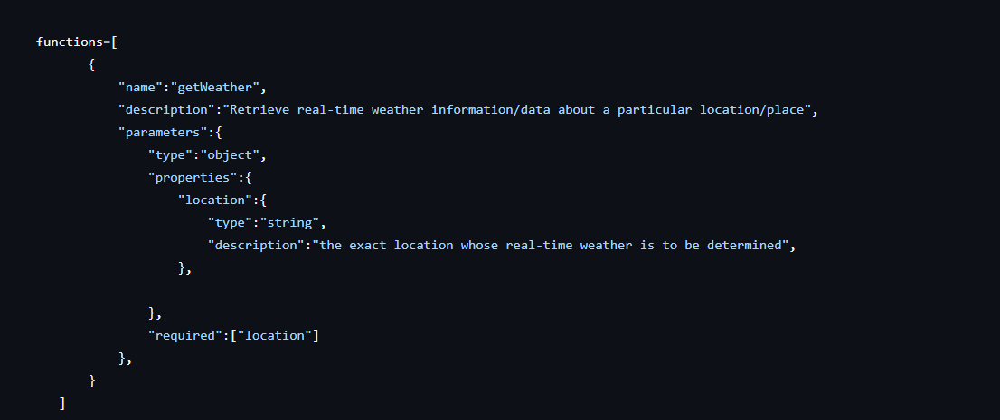 functions=[
{
"name":"getWeather",
"description":"Retrieve real-time weather information/data about a particular location/place",
"parameters":{
"type":"object",
"properties":{
"location":{
"type":"string",
"description":"the exact location whose real-time weather is to be determined",
},
},
"required":["location"]
},
}
]